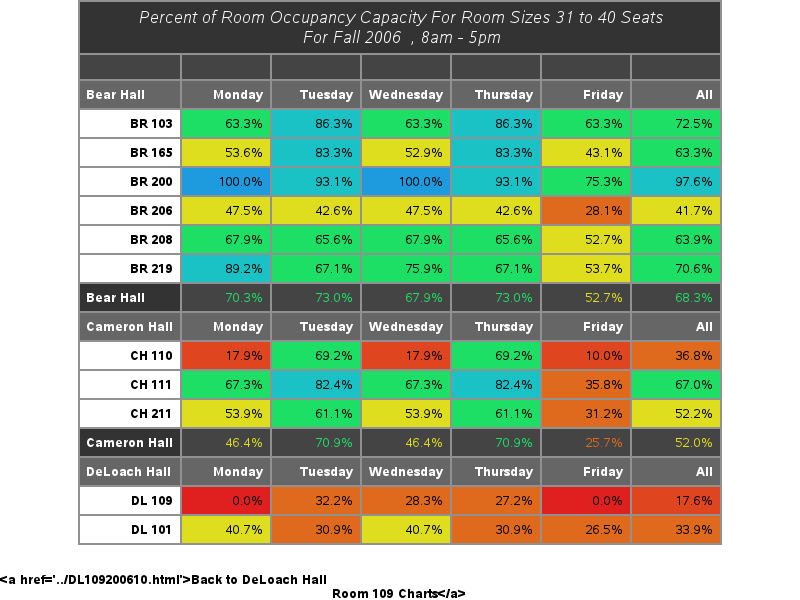 Percent of Room Occupancy Capacity For Room Sizes 31 to 40 Seats
For Fall 2006 , 8am - 5pm
Bear Hall Monday Tuesday Wednesday Thursday Friday All
BR 103 63.3% 86.3% 63.3% 86.3% 63.3% 72.5%
BR 165 53.6% 83.3% 52.9% 83.3% 43.1% 63.3%
BR 200 100.0% 93.1% 100.0% 93.1% 75.3% 97.6%
BR 206 47.5% 42.6% 47.5% 42.6% 28.1% 41.7%
BR 208 67.9% 65.6% 67.9% 65.6% 52.7% 63.9%
BR 219 89.2% 67.1% 75.9% 67.1% 53.7% 70.6%
Bear Hall 70.3% 73.0% 67.9% 73.0% 52.7% 68.3%
Cameron Hall Monday Tuesday Wednesday Thursday Friday All
CH 110 17.9% 69.2% 17.9% 69.2% 10.0% 36.8%
CH 111 67.3% 82.4% 67.3% 82.4% 35.8% 67.0%
CH 211 53.9% 61.1% 53.9% 61.1% 31.2% 52.2%
Cameron Hall 46.4% 70.9% 46.4% 70.9% 25.7% 52.0%
DeLoach Hall Monday Tuesday Wednesday Thursday Friday All
DL 109 0.0% 32.2% 28.3% 27.2% 0.0% 17.6%
DL 101 40.7% 30.9% 40.7% 30.9% 26.5% 33.9%
<a href='../DL109200610.html'>Back to DeLoach Hall
Room 109 Charts</a>